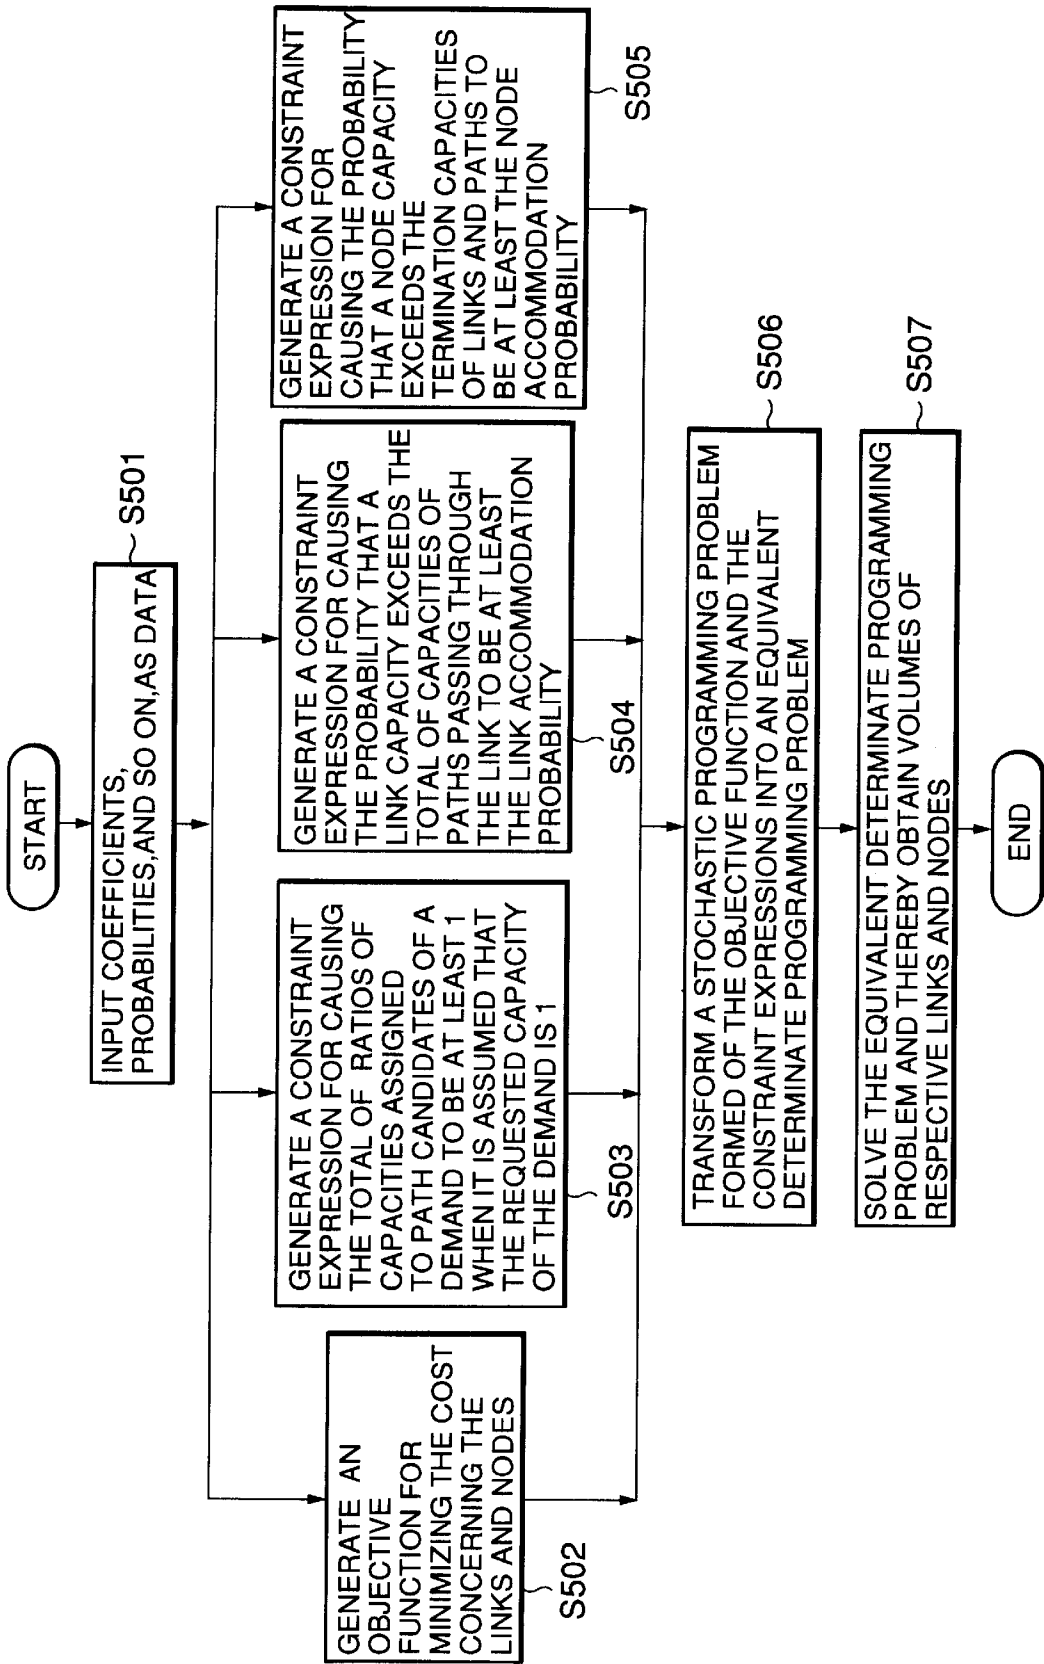 START
INPUT COEFFICIENTS,
PROBABILITIES,AND SO ON,AS DATA
S501
GENERATE AN
OBJECTIVE
FUNCTION FOR
MINIMIZING THE COST
CONCERNING THE
LINKS AND NODES
S502
GENERATE A CONSTRAINT
EXPRESSION FOR CAUSING
THE TOTAL OF RATIOS OF
CAPACITIES ASSIGNED
TO PATH CANDIDATES OF A
DEMAND TO BE AT LEAST 1
WHEN IT IS ASSUMED THAT
THE REQUESTED CAPACITY
OF THE DEMAND IS 1
S503
GENERATE A CONSTRAINT
EXPRESSION FOR CAUSING
THE PROBABILITY THAT A
LINK CAPACITY EXCEEDS THE
TOTAL OF CAPACITIES OF
PATHS PASSING THROUGH
THE LINK TO BE AT LEAST
THE LINK ACCOMMODATION
PROBABILITY
S504
GENERATE A CONSTRAINT
EXPRESSION FOR
CAUSING THE PROBABILITY
THAT A NODE CAPACITY
EXCEEDS THE
TERMINATION CAPACITIES
OF LINKS AND PATHS TO
BE AT LEAST THE NODE
ACCOMMODATION
PROBABILITY
S505
TRANSFORM A STOCHASTIC PROGRAMMING PROBLEM
FORMED OF THE OBJECTIVE FUNCTION AND THE
CONSTRAINT EXPRESSIONS INTO AN EQUIVALENT
DETERMINATE PROGRAMMING PROBLEM
S506
SOLVE THE EQUIVALENT DETERMINATE PROGRAMMING
PROBLEM AND THEREBY OBTAIN VOLUMES OF
RESPECTIVE LINKS AND NODES
S507
END